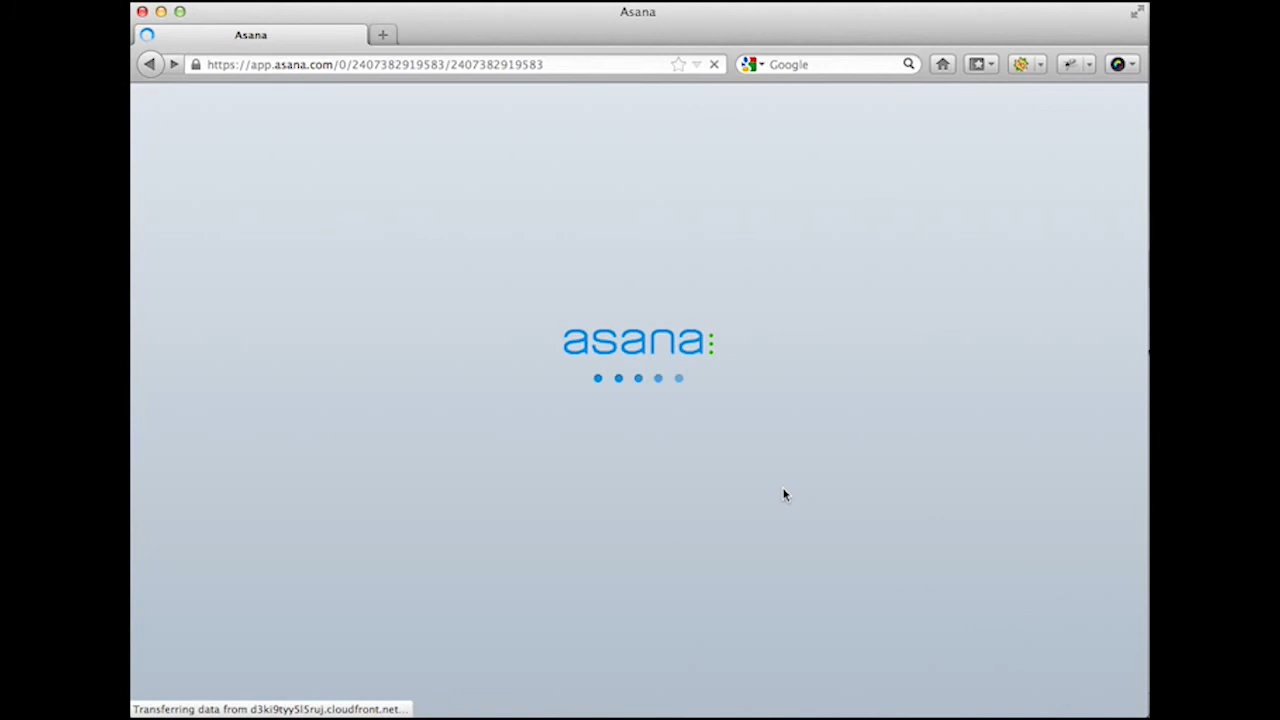 Asana
Asana
https://app.asana.com/0/2407382919583/2407382919583
Google
asana
Transferring data from d3ki9tyy5l5ruj.cloudfront.net...